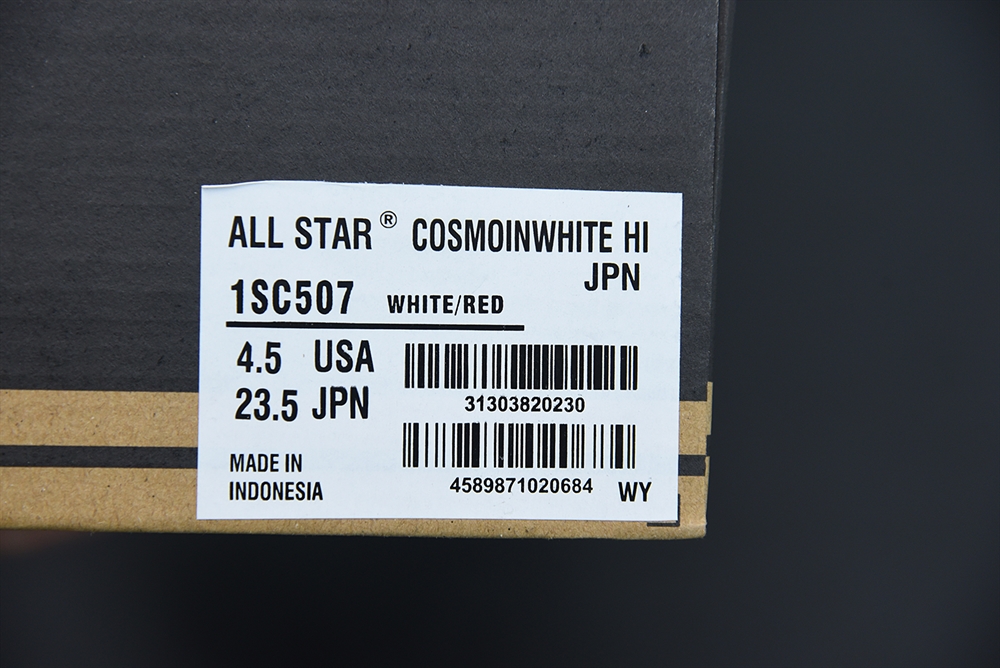 ALL STAR® COSMOINWHITE HI
JPN
1SC507 WHITE/RED
4.5 USA
23.5 JPN
31303820230
4589871020684 WY
MADE IN
INDONESIA